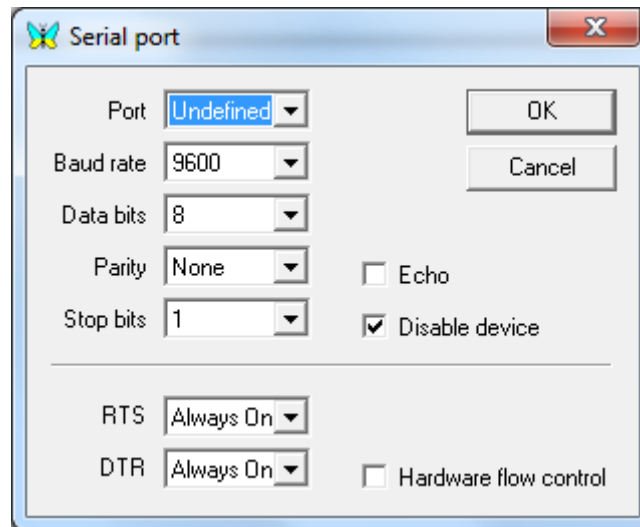 Serial port
Port Undefined OK
Baud rate 9600 Cancel
Data bits 8
Parity None Echo
Stop bits 1 Disable device
RTS Always On
DTR Always On Hardware flow control